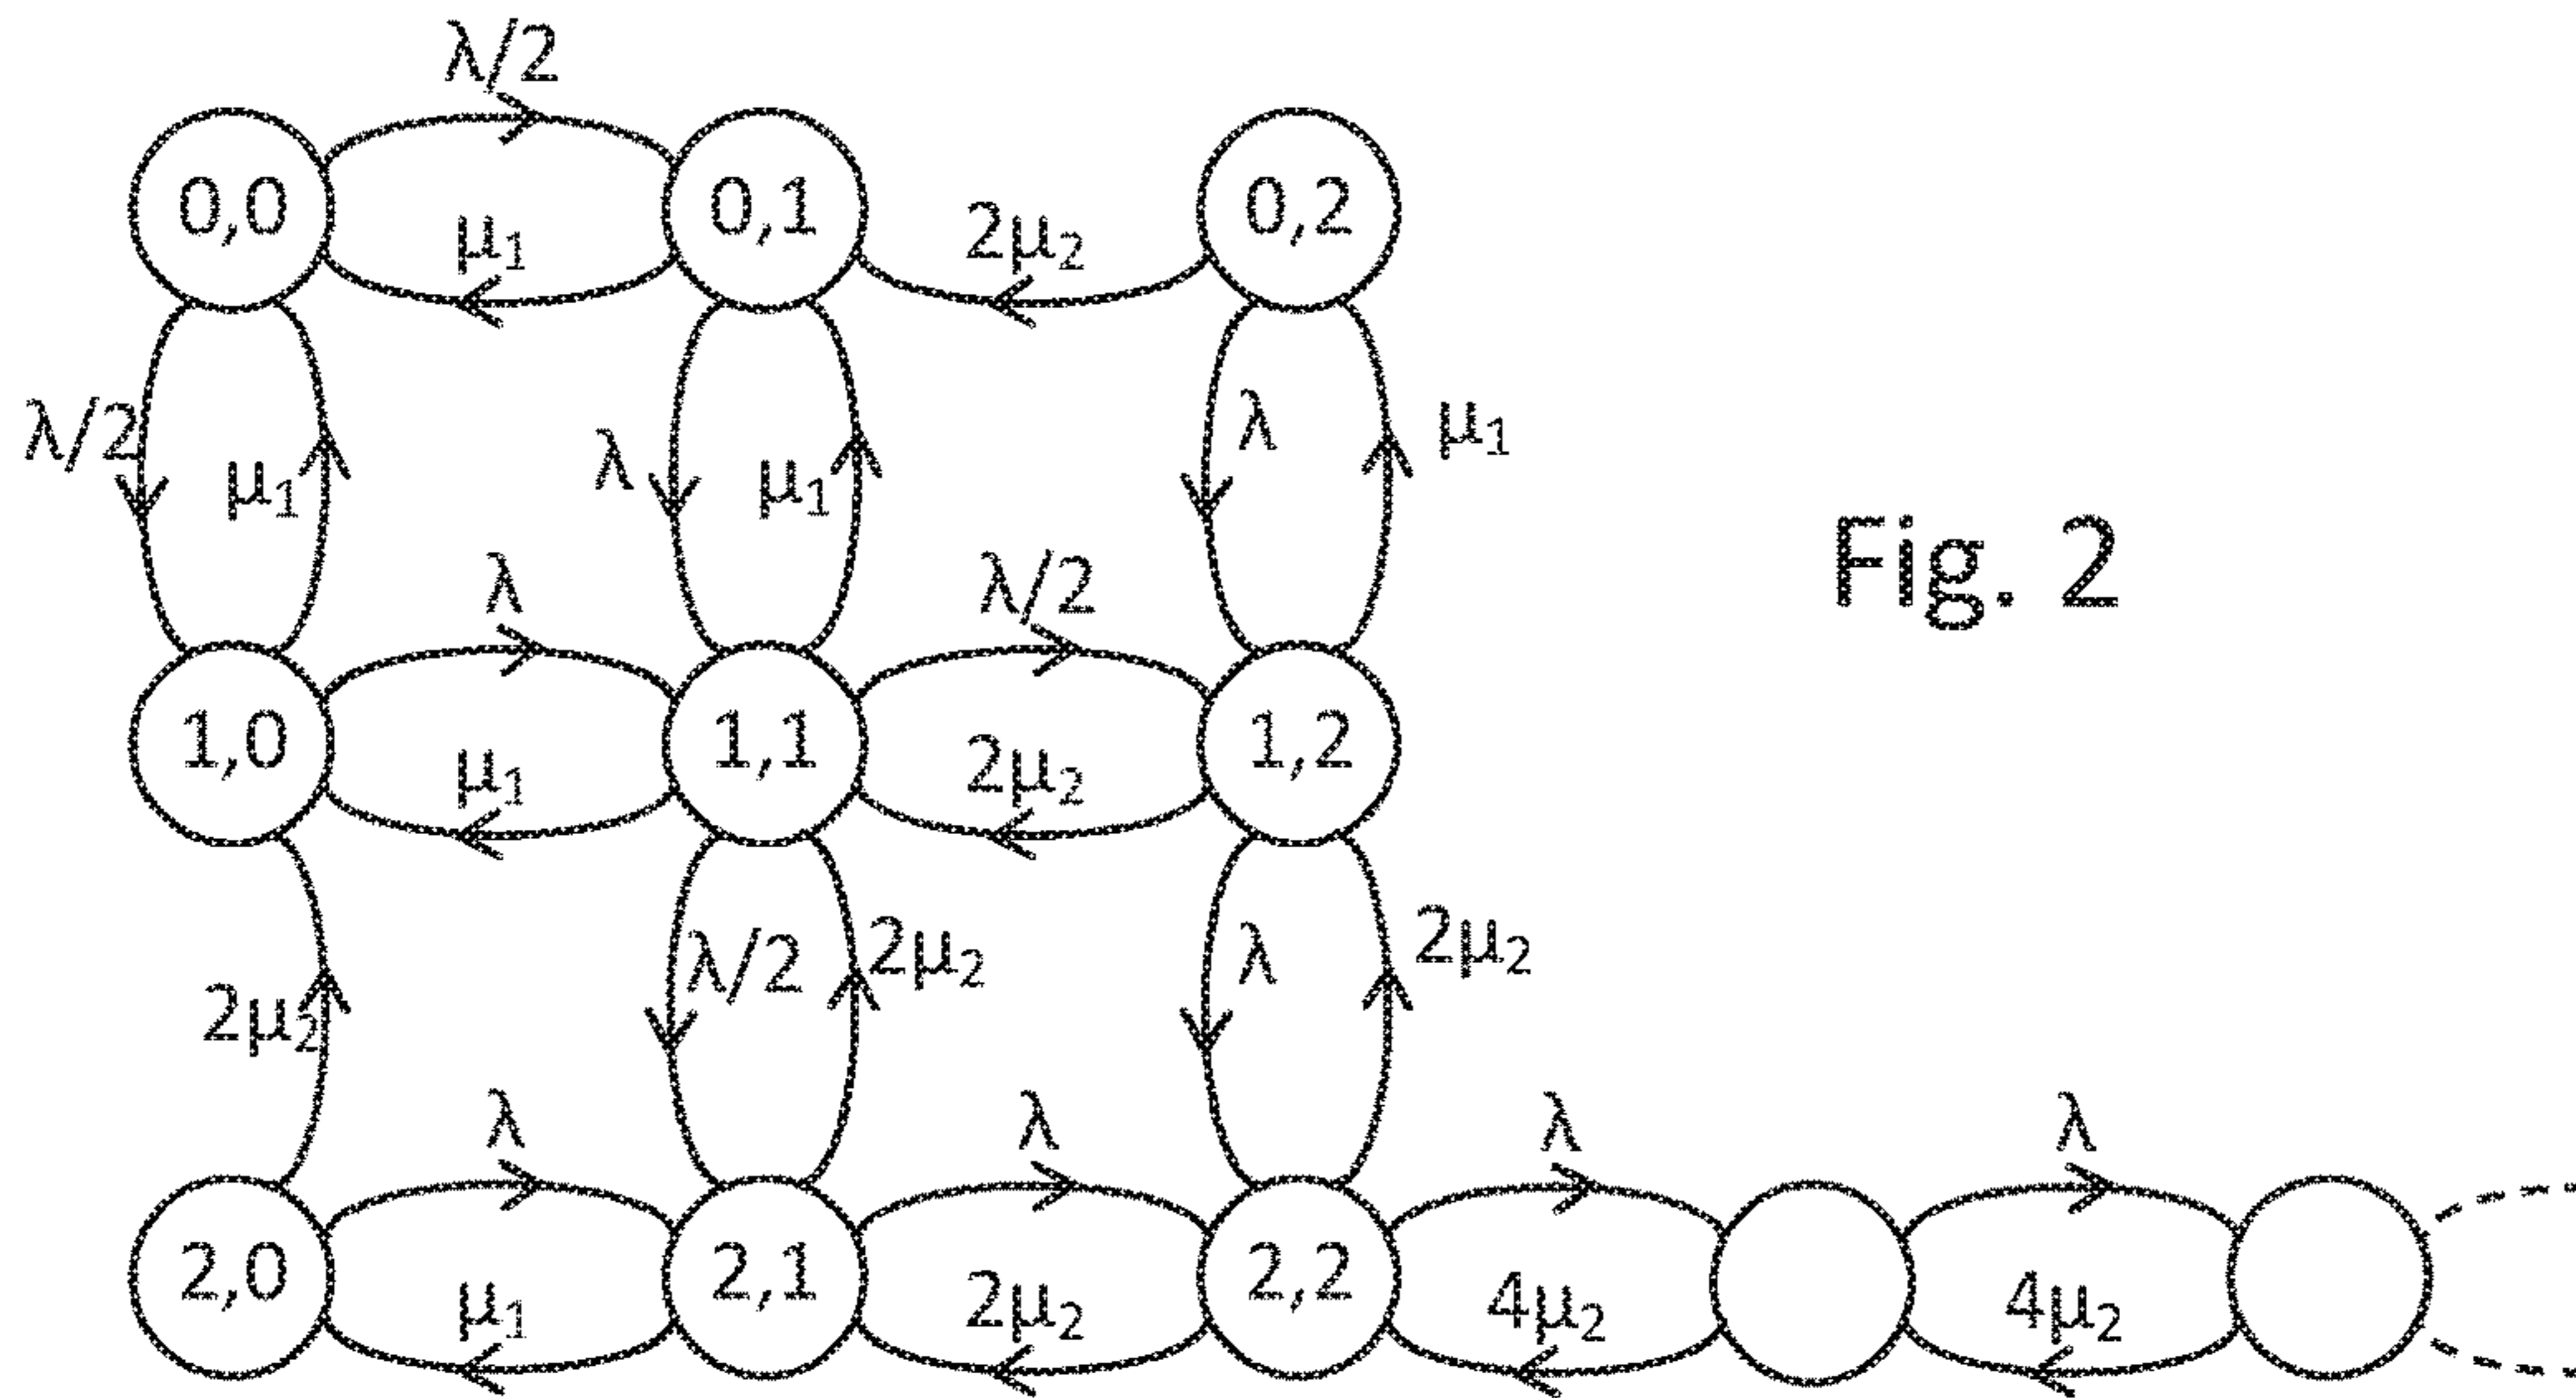 λ/2
0,0
μ₁
0,1
2μ₂
0,2
λ/2
μ₁
λ
μ₁
λ
μ₁
λ
λ/2
Fig. 2
1,0
μ₁
1,1
2μ₂
1,2
2μ₂
λ/2
2μ₂
λ
2μ₂
λ
λ
λ
λ
2,0
μ₁
2,1
2μ₂
2,2
4μ₂
4μ₂